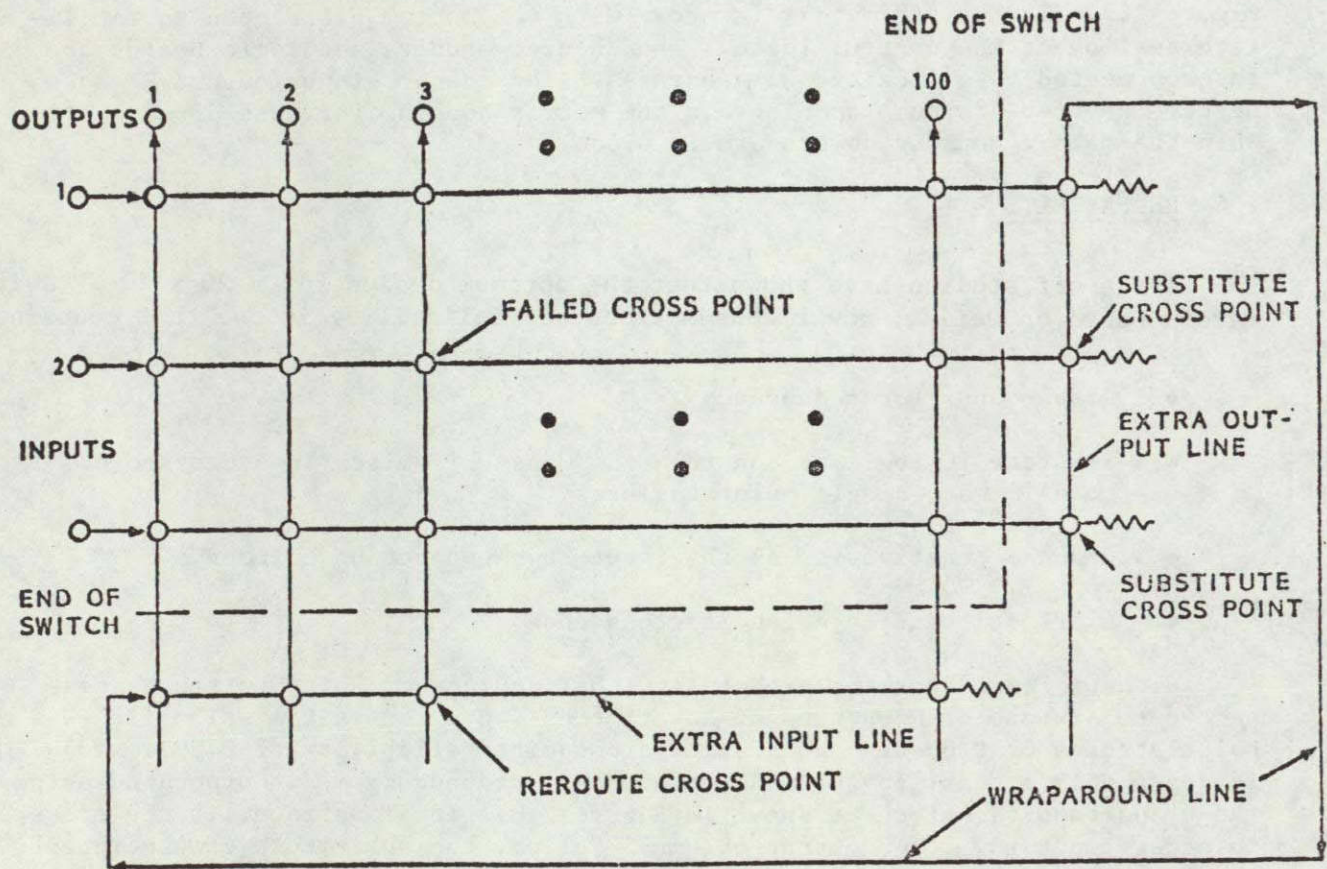 END OF SWITCH
1 2 3 100
OUTPUTS
1
FAILED CROSS POINT
SUBSTITUTE
CROSS POINT
2
INPUTS
EXTRA OUT-
PUT LINE
END OF
SWITCH
SUBSTITUTE
CROSS POINT
EXTRA INPUT LINE
REROUTE CROSS POINT
WRAPAROUND LINE